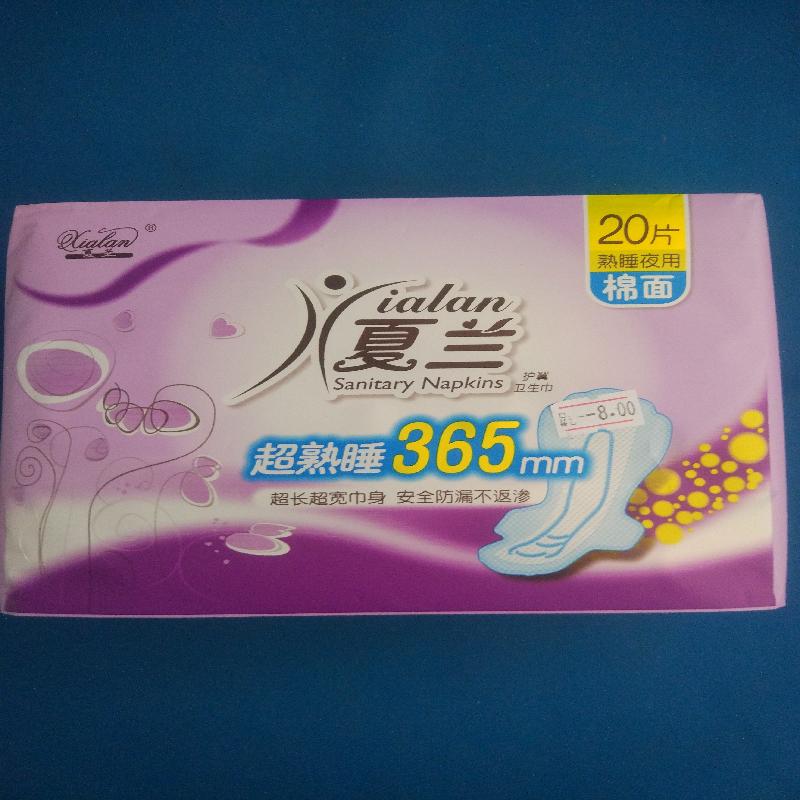 Xialan®
夏兰
20片
熟睡夜用
棉面
Xialan
夏兰
Sanitary Napkins
护翼
卫生巾
--8.00
超熟睡365mm
超长超宽巾身 安全防漏不返渗